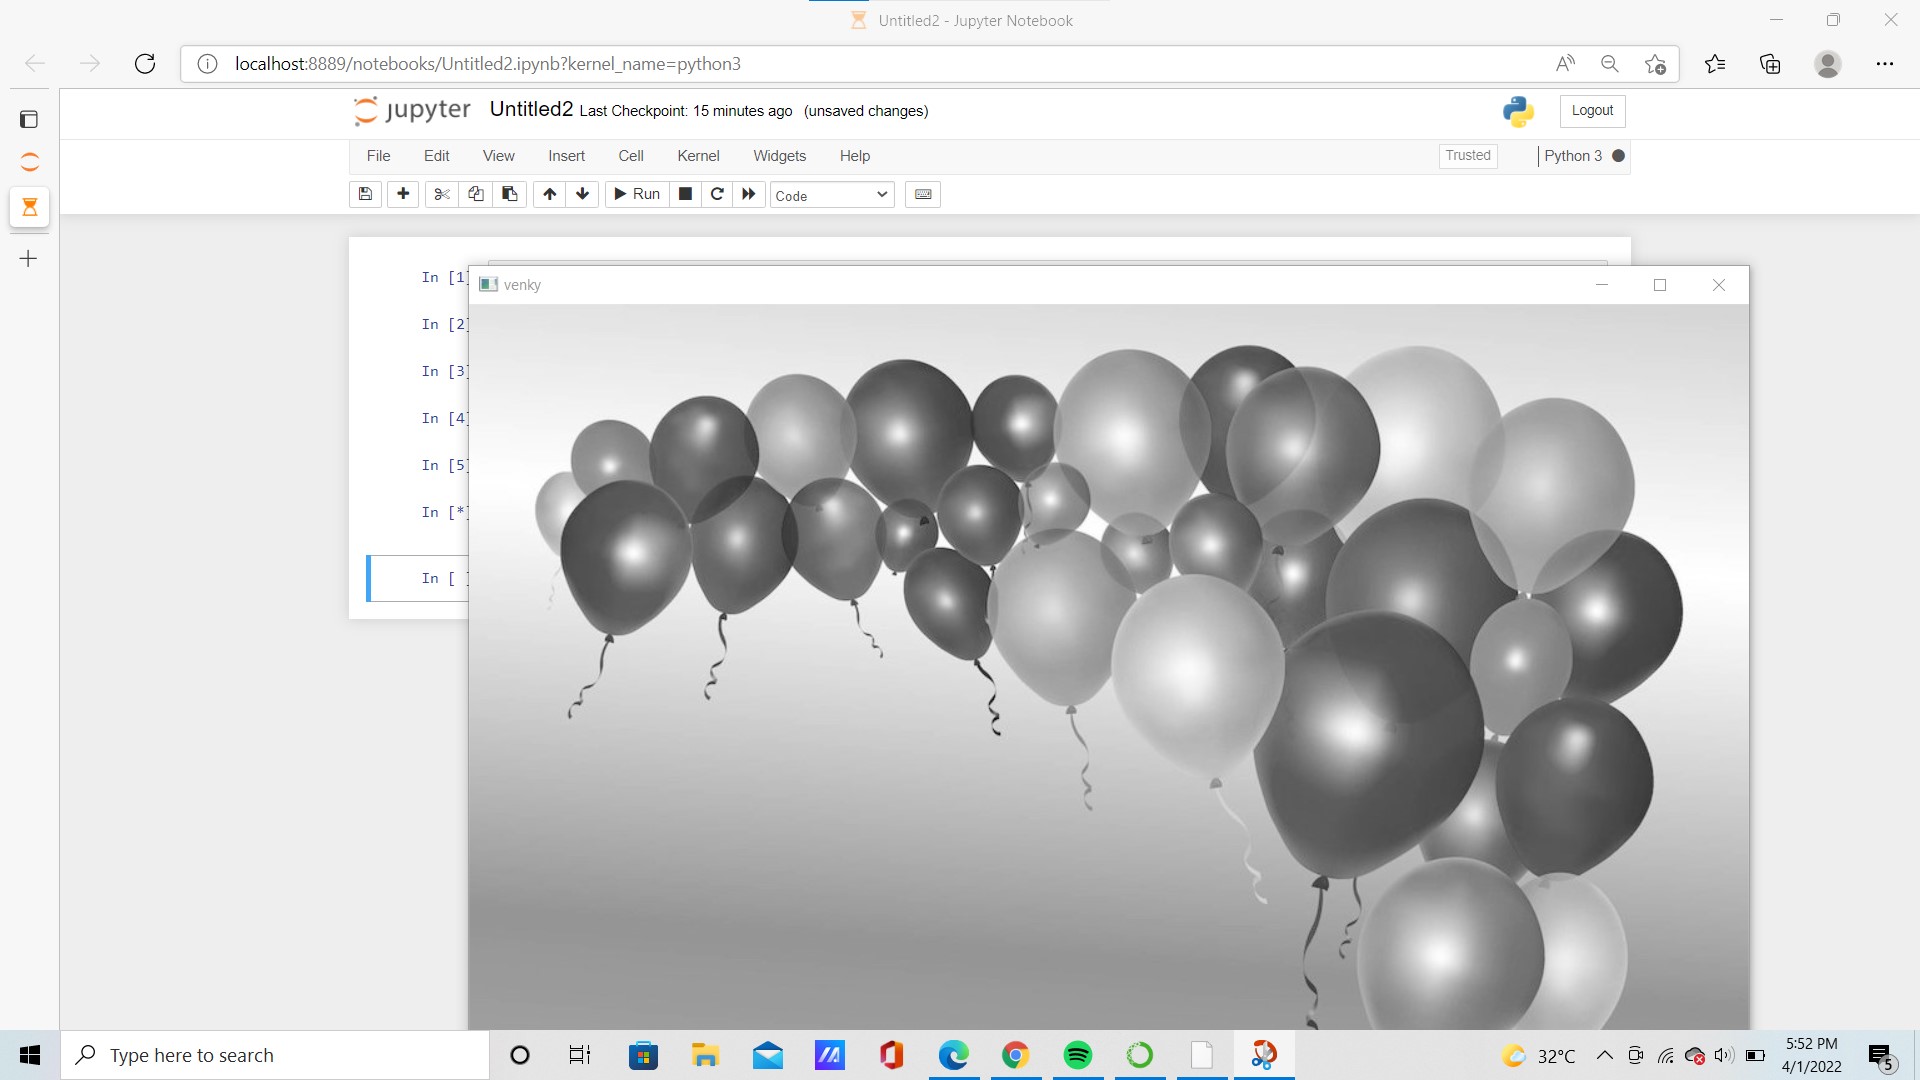 Untitled2 - Jupyter Notebook
localhost:8889/notebooks/Untitled2.ipynb?kernel_name=python3
A
jupyter Untitled2 Last Checkpoint: 15 minutes ago (unsaved changes) Logout
File Edit View Insert Cell Kernel Widgets Help Trusted Python 3
Run Code
In [1]
venky
In [2]
In [3]
In [4]
In [5]
In [*]
In [ ]
Type here to search
32°C
5:52 PM
4/1/2022
5